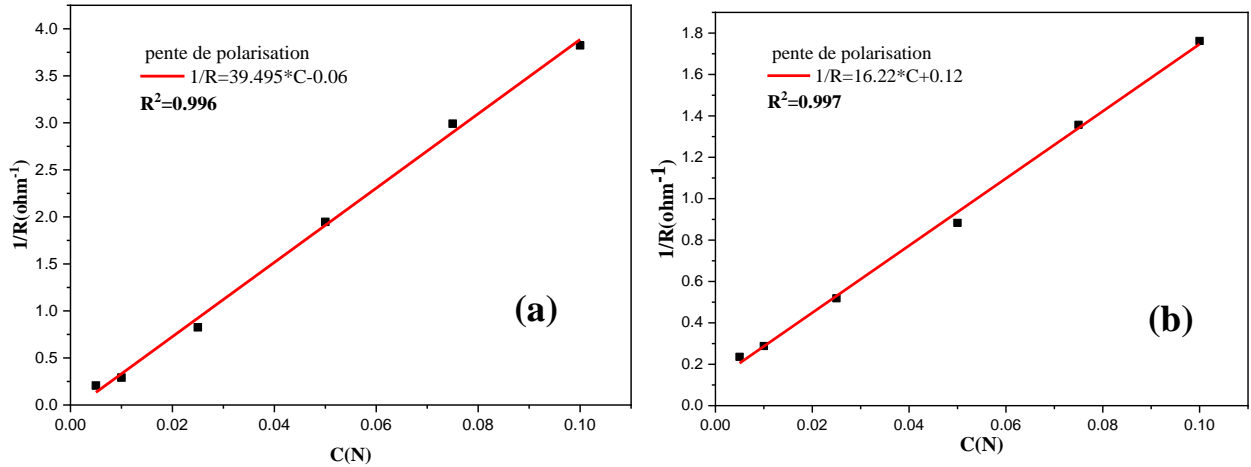 4.0
3.5
3.0
2.5
2.0
1.5
1.0
0.5
0.0
1/R(ohm⁻¹)
pente de polarisation
1/R=39.495*C-0.06
R²=0.996
(a)
0.00
0.02
0.04
0.06
0.08
0.10
C(N)
1.8
1.6
1.4
1.2
1.0
0.8
0.6
0.4
0.2
0.0
1/R(ohm⁻¹)
pente de polarisation
1/R=16.22*C+0.12
R²=0.997
(b)
0.00
0.02
0.04
0.06
0.08
0.10
C(N)